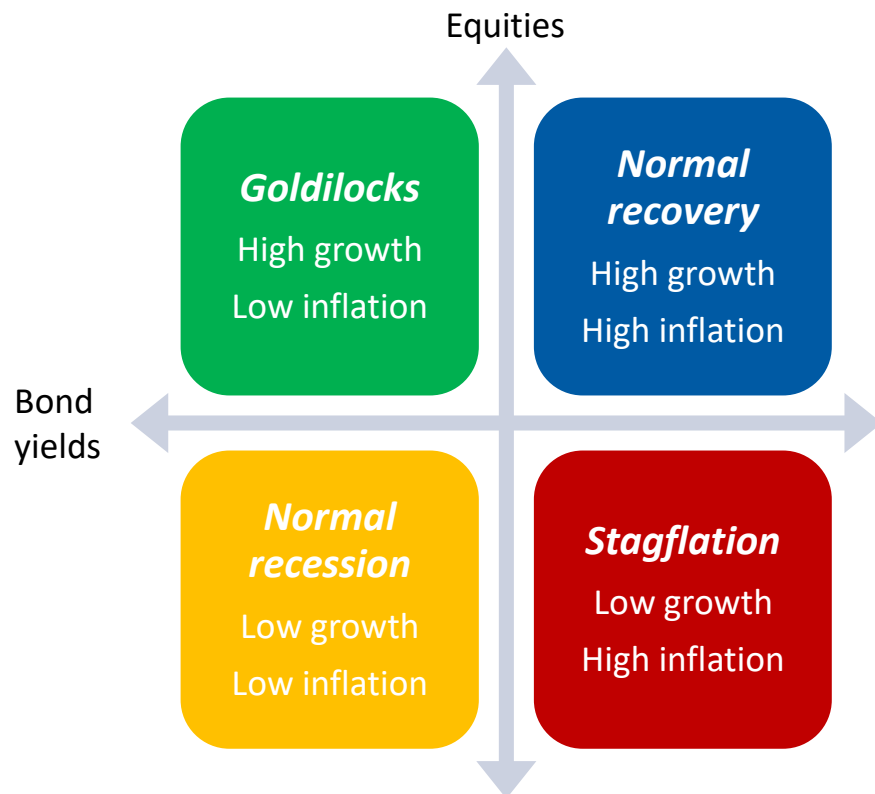 Equities
Goldilocks
High growth
Low inflation
Normal
recovery
High growth
High inflation
Bond
yields
Normal
recession
Low growth
Low inflation
Stagflation
Low growth
High inflation